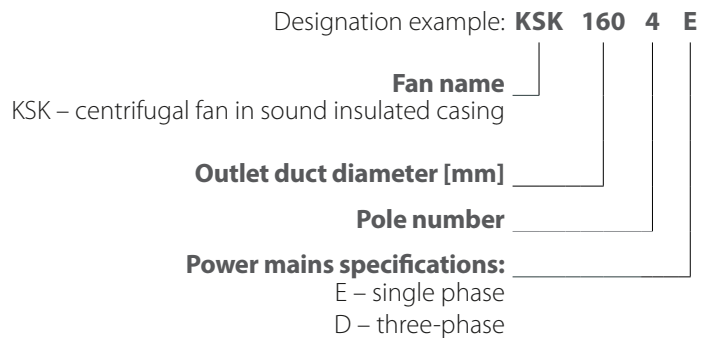 Designation example: KSK 160 4 E
Fan name
KSK – centrifugal fan in sound insulated casing
Outlet duct diameter [mm]
Pole number
Power mains specifications:
E – single phase
D – three-phase